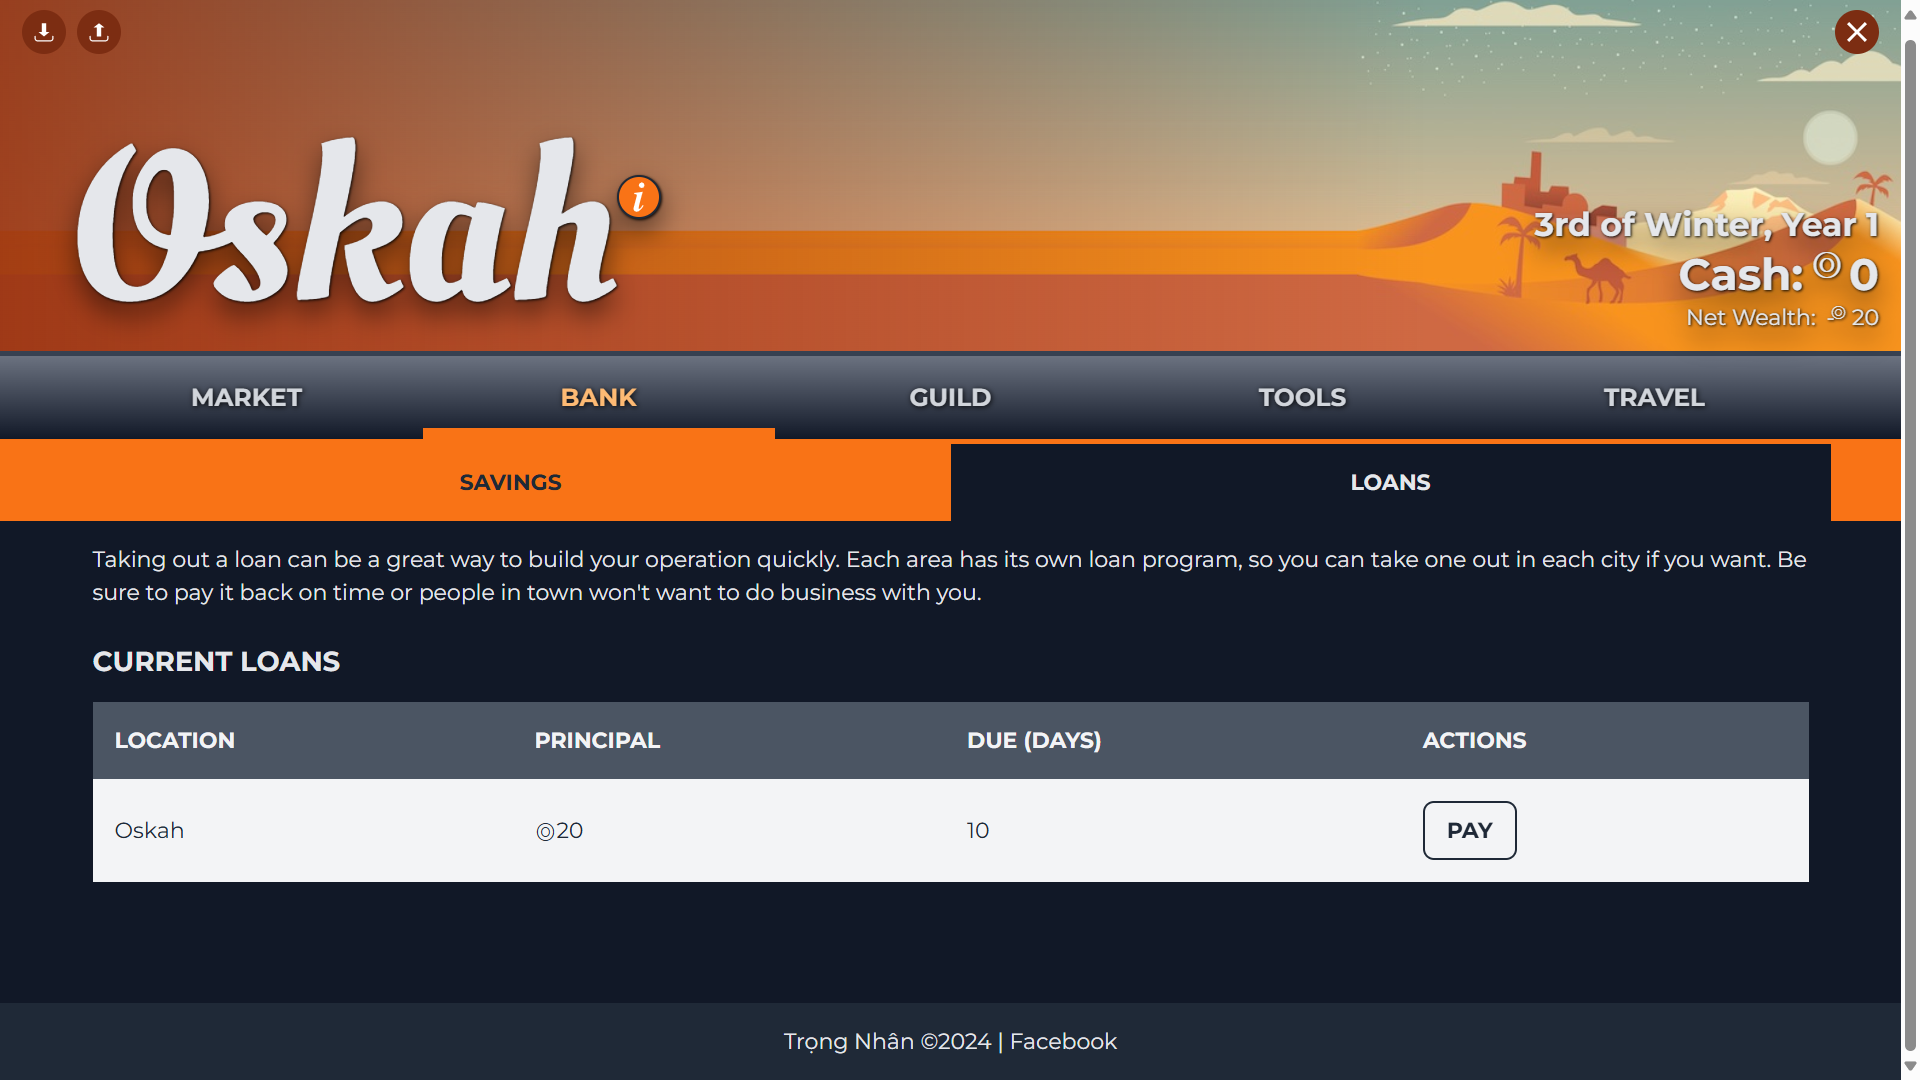 Oskah
i
3rd of Winter, Year 1
Cash: 0
Net Wealth: 20
MARKET
BANK
GUILD
TOOLS
TRAVEL
SAVINGS
LOANS
Taking out a loan can be a great way to build your operation quickly. Each area has its own loan program, so you can take one out in each city if you want. Be
sure to pay it back on time or people in town won't want to do business with you.
CURRENT LOANS
LOCATION PRINCIPAL DUE (DAYS) ACTIONS
Oskah 20 10 PAY
Trọng Nhân ©2024 | Facebook